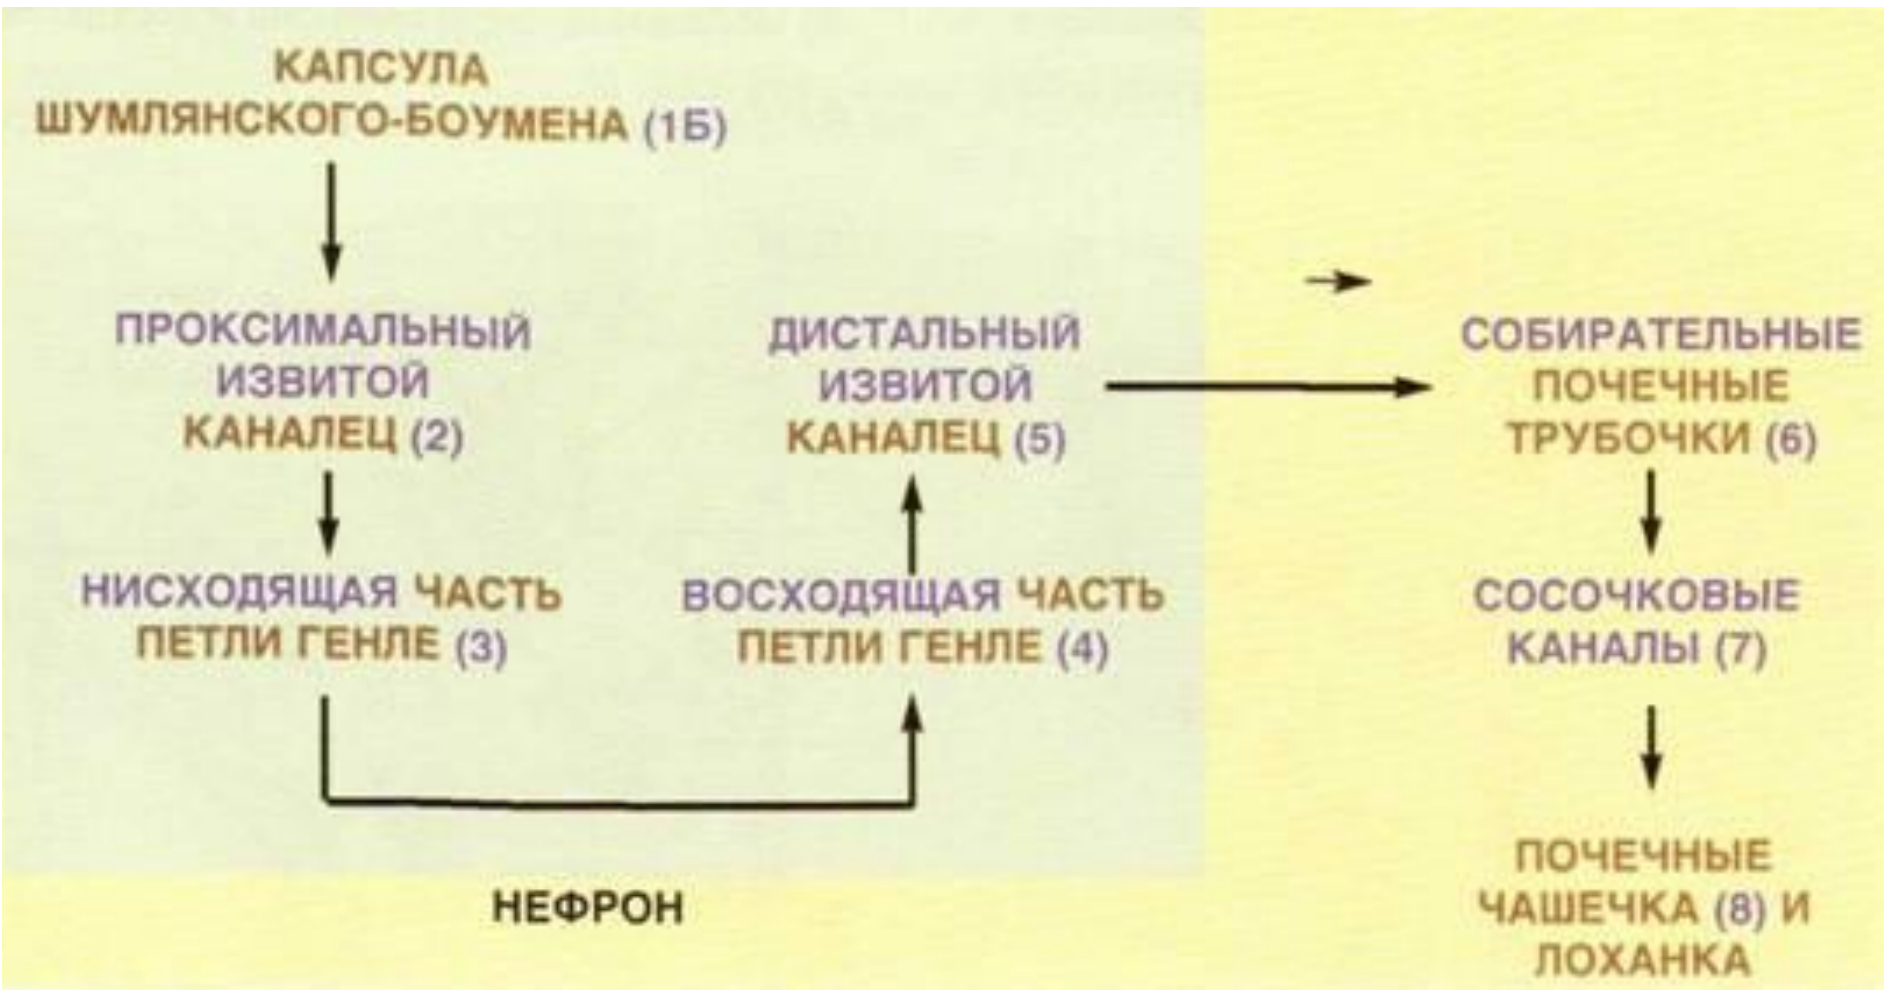 КАПСУЛА
ШУМЛЯНСКОГО-БОУМЕНА (1Б)
ПРОКСИМАЛЬНЫЙ
ИЗВИТОЙ
КАНАЛЕЦ (2)
НИСХОДЯЩАЯ ЧАСТЬ
ПЕТЛИ ГЕНЛЕ (3)
ВОСХОДЯЩАЯ ЧАСТЬ
ПЕТЛИ ГЕНЛЕ (4)
ДИСТАЛЬНЫЙ
ИЗВИТОЙ
КАНАЛЕЦ (5)
СОБИРАТЕЛЬНЫЕ
ПОЧЕЧНЫЕ
ТРУБОЧКИ (6)
СОСОЧКОВЫЕ
КАНАЛЫ (7)
ПОЧЕЧНЫЕ
ЧАШЕЧКА (8) И
ЛОХАНКА
НЕФРОН